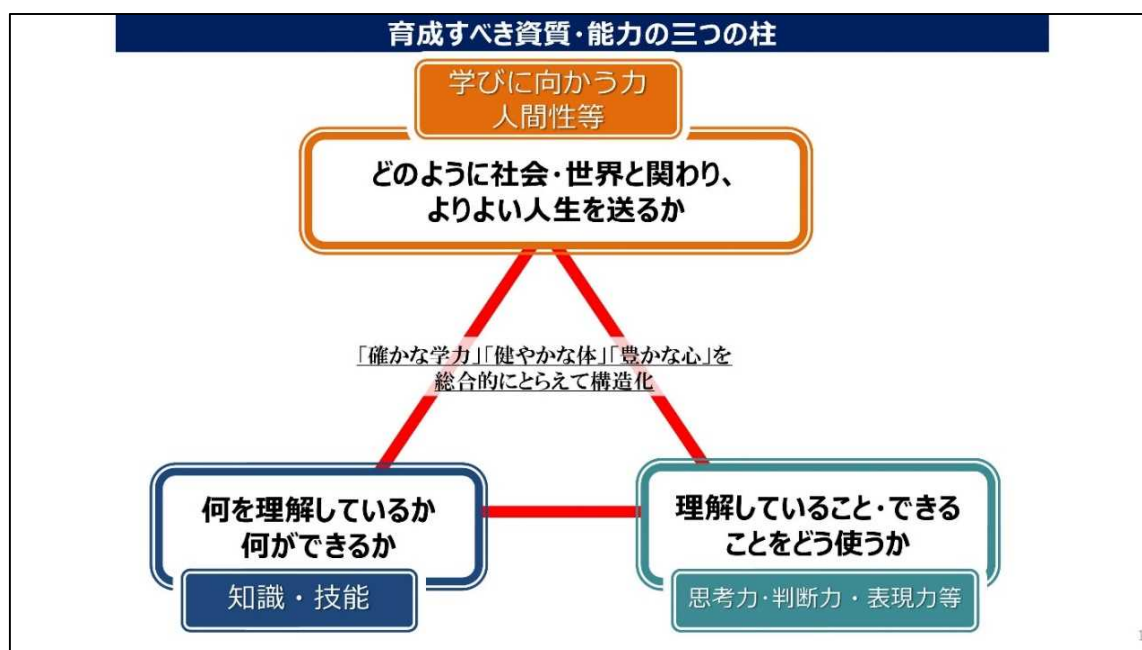 育成すべき資質・能力の三つの柱
学びに向かう力
人間性等
どのように社会・世界と関わり、
よりよい人生を送るか
「確かな学力」「健やかな体」「豊かな心」を
総合的にとらえて構造化
何を理解しているか
何ができるか
知識・技能
理解していること・できる
ことをどう使うか
思考力・判断力・表現力等
1